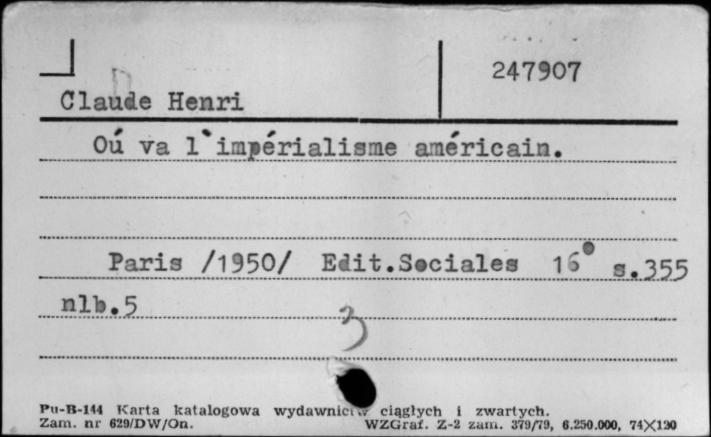 247907
Claude Henri
Oú va l`impérialisme américain.
Paris /1950/ Edit.Sociales 16° s.355
nlb.5
3
Pu-B-144 Karta katalogowa wydawnictw ciągłych i zwartych.
Zam. nr 629/DW/On. WZGraf. Z-2 zam. 379/79, 6.250.000, 74X120